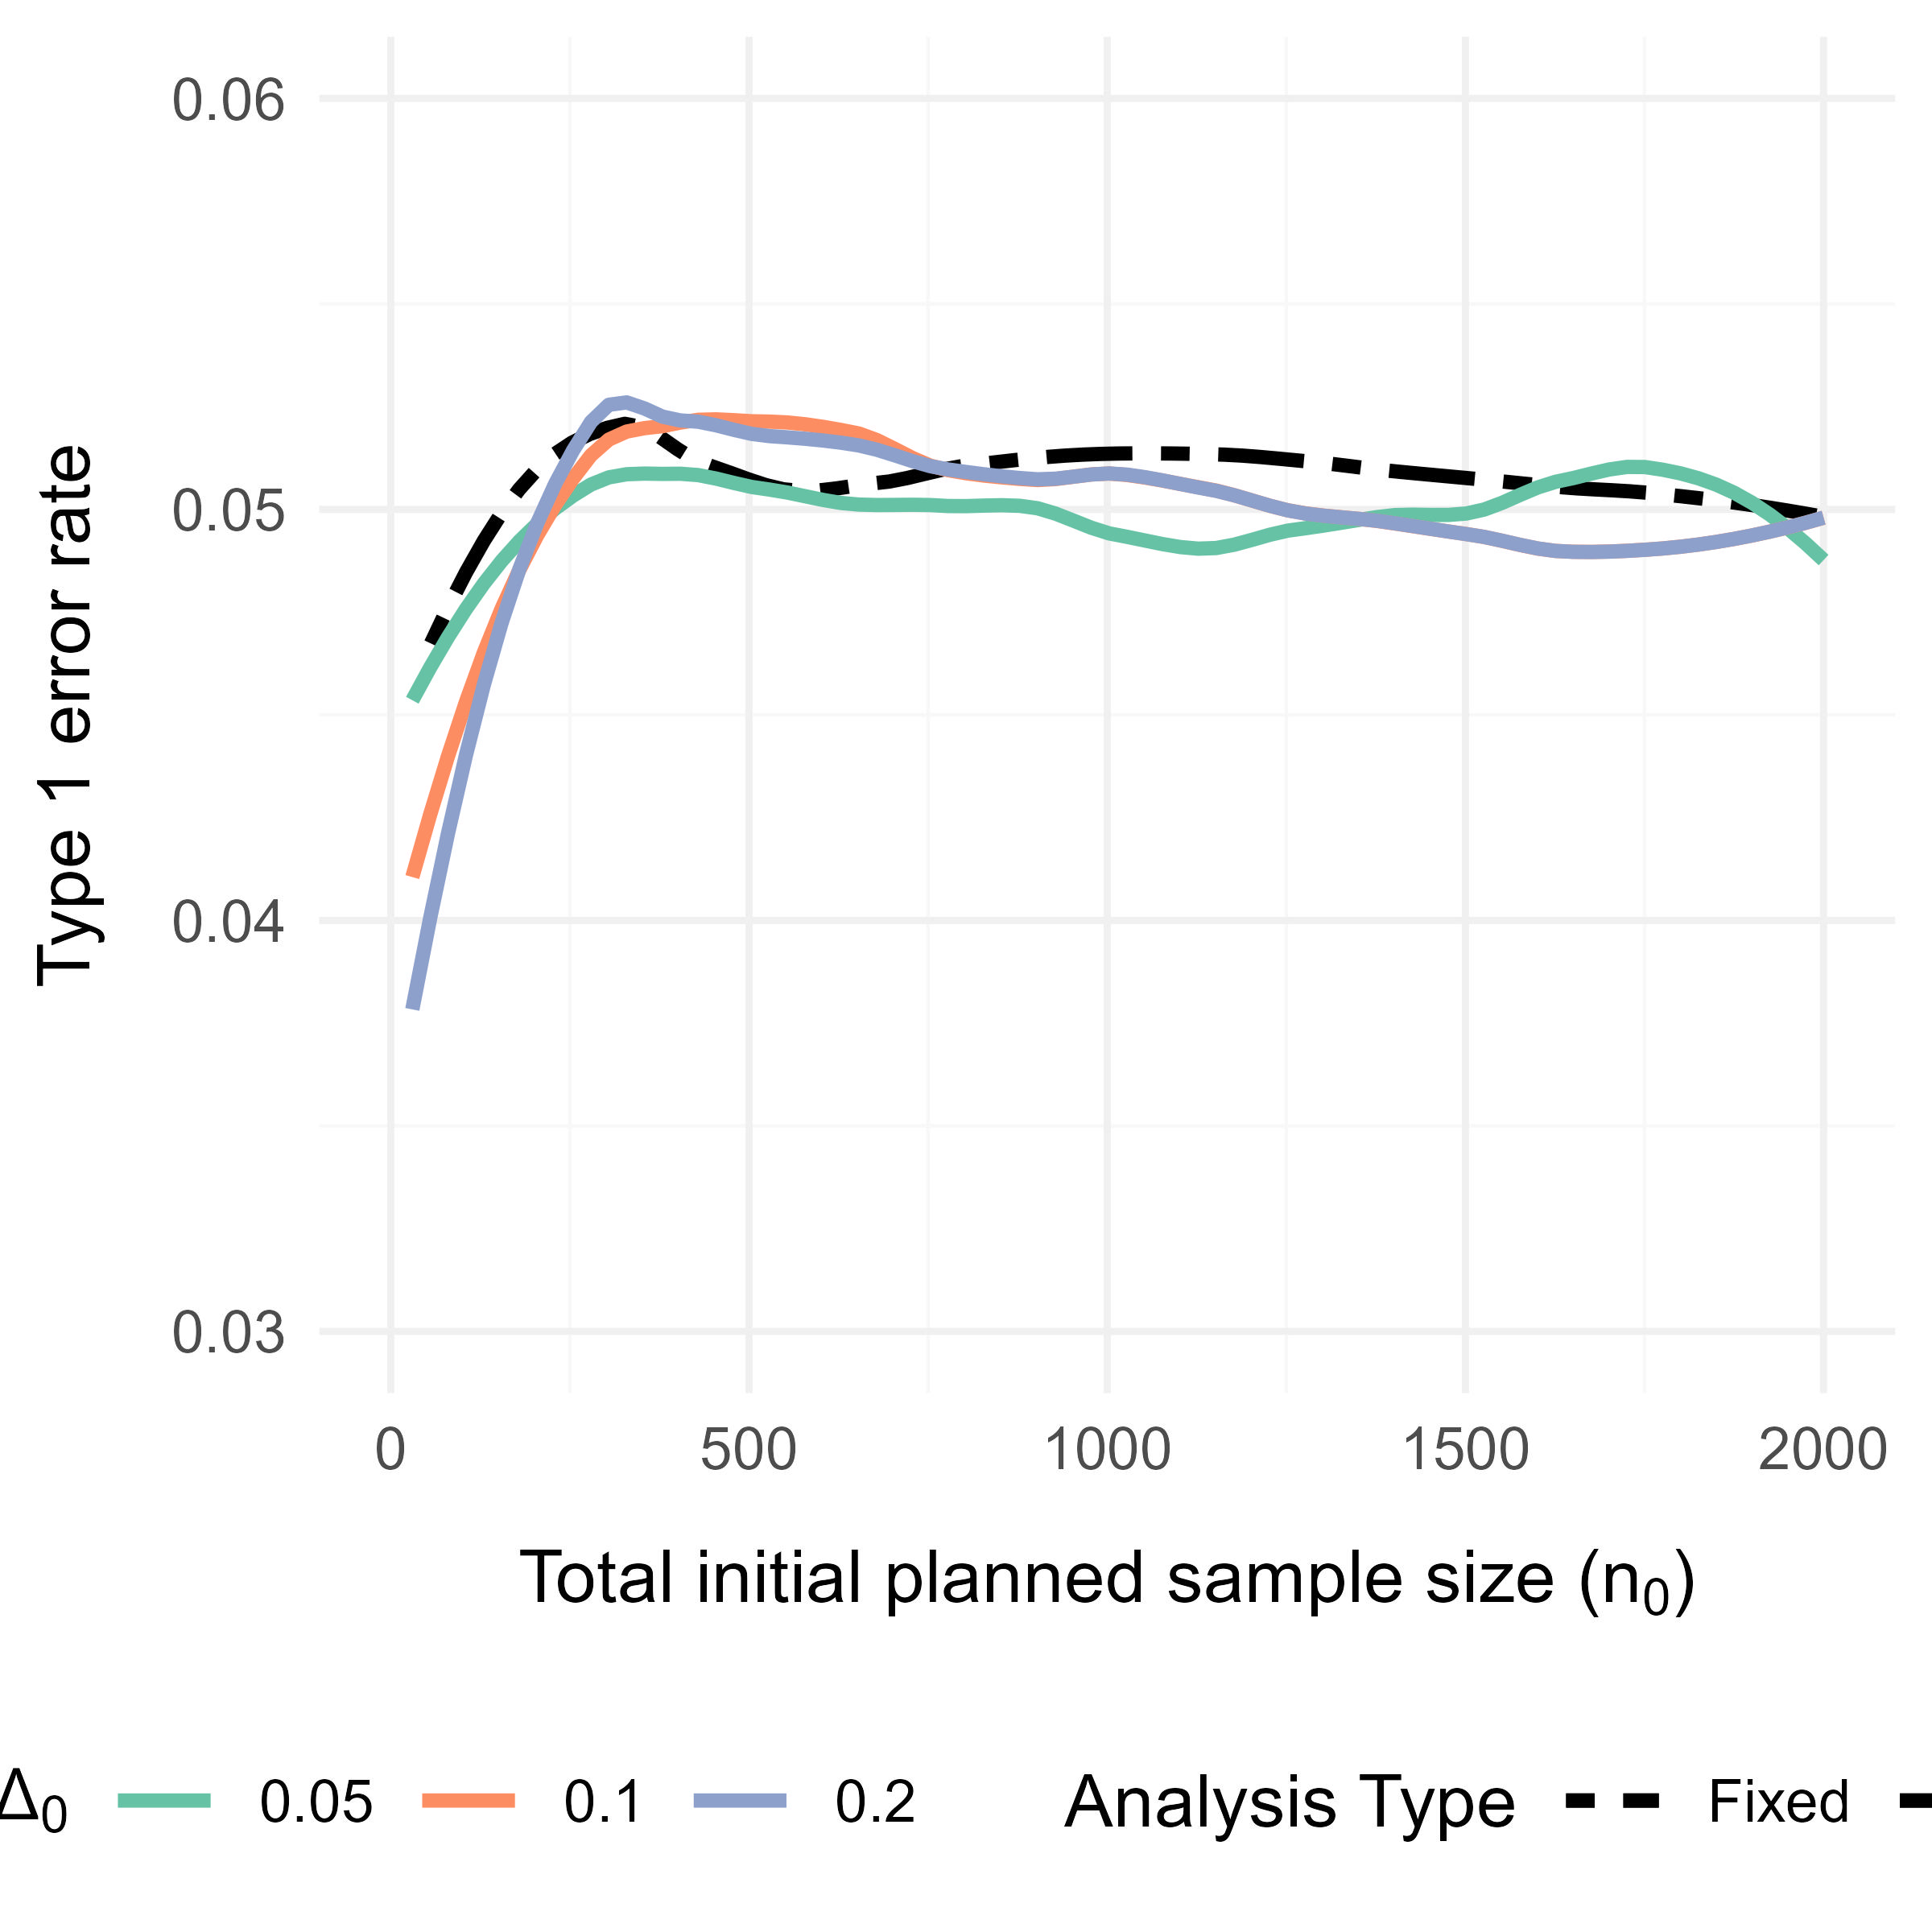 0.06
0.05
0.04
0.03
Type 1 error rate
0 500 1000 1500 2000
Total initial planned sample size (n₀)
Δ₀ 0.05 0.1 0.2 Analysis Type Fixed